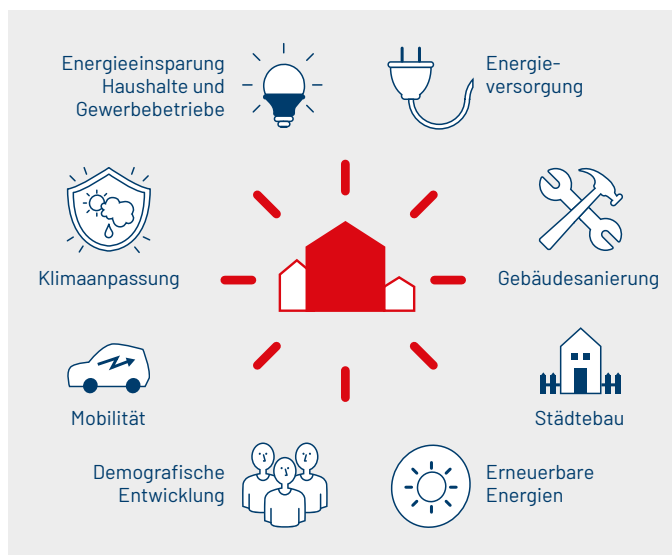 Energieeinsparung
Haushalte und
Gewerbebetriebe
Energie-
versorgung
Klimaanpassung
Gebäudesanierung
Mobilität
Städtebau
Demografische
Entwicklung
Erneuerbare
Energien